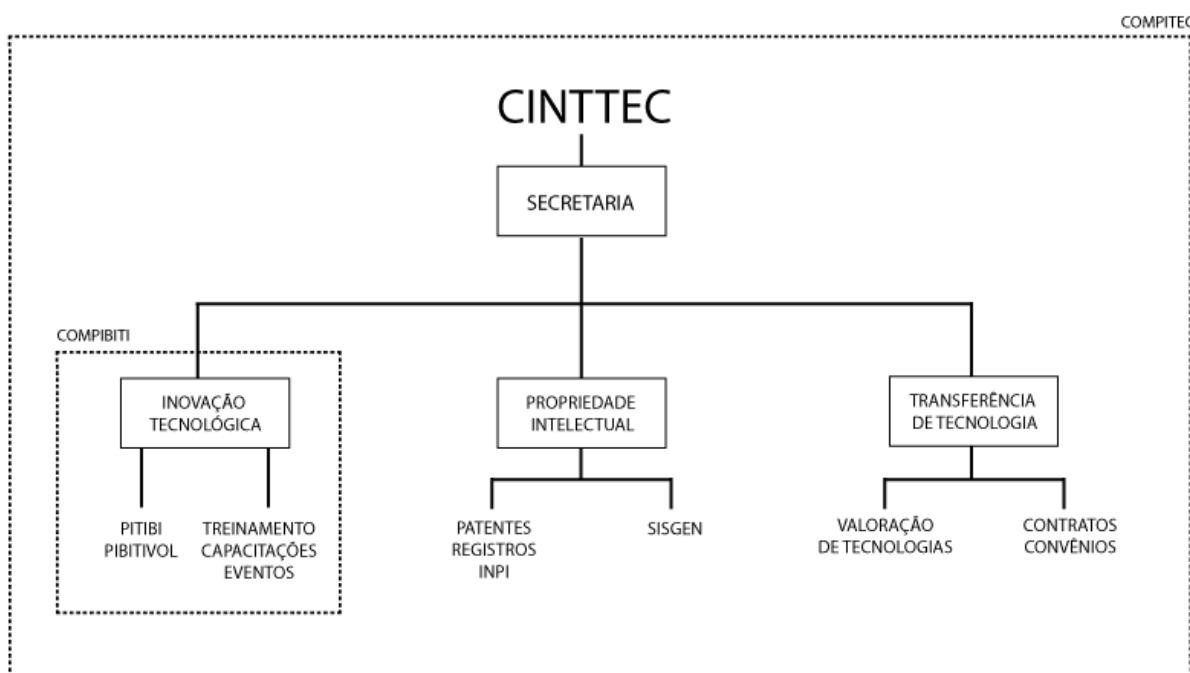 COMPITEC
CINTTEC
SECRETARIA
COMPIBITI
INOVAÇÃO
TECNOLÓGICA
PROPRIEDADE
INTELECTUAL
TRANSFERÊNCIA
DE TECNOLOGIA
PITIBI
PIBITIVOL
TREINAMENTO
CAPACITAÇÕES
EVENTOS
PATENTES
REGISTROS
INPI
SISGEN
VALORAÇÃO
DE TECNOLOGIAS
CONTRATOS
CONVÊNIOS